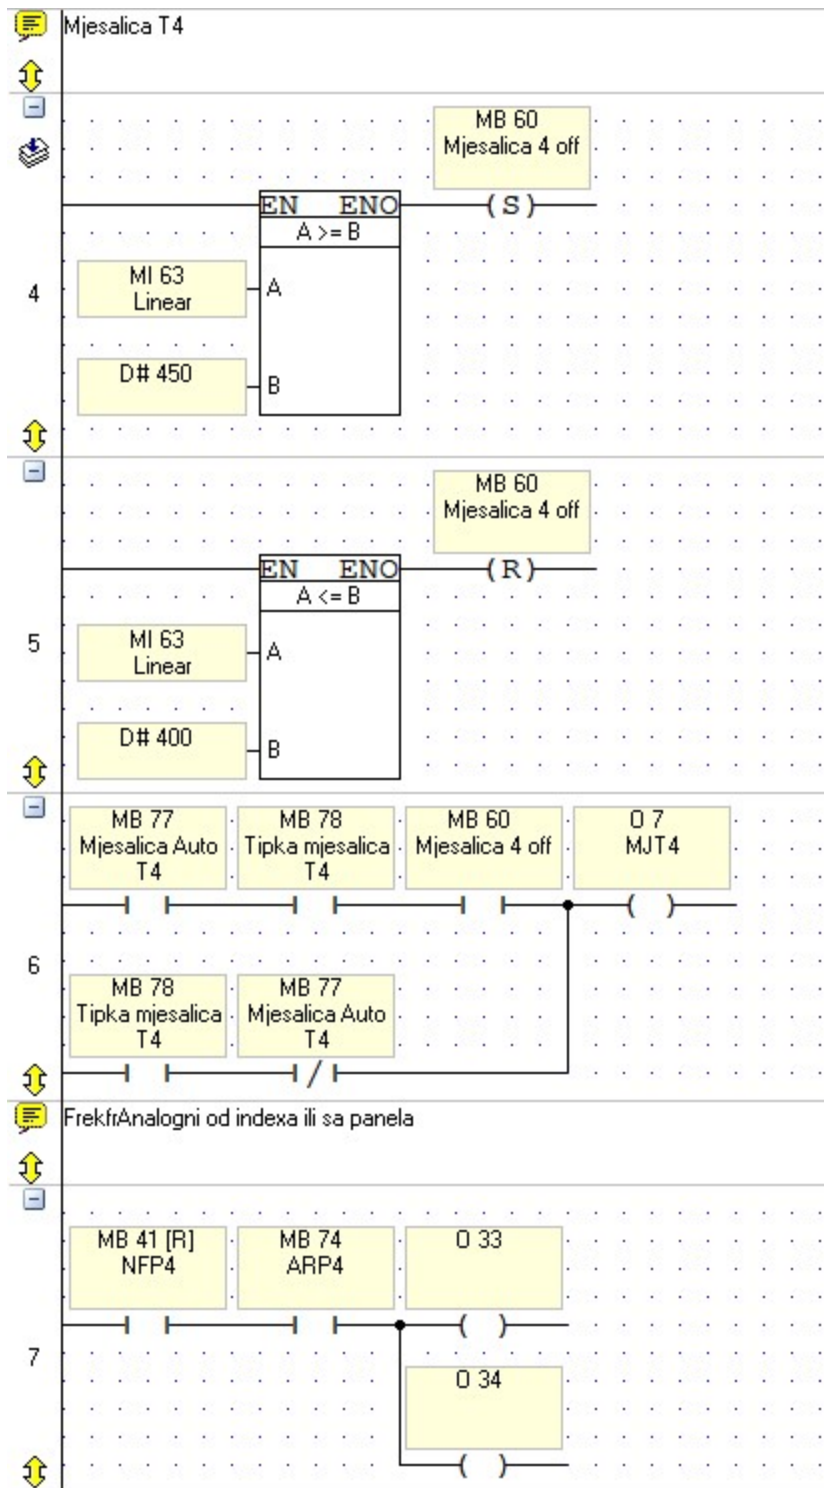 Mjesalica T4
MB 60
Mjesalica 4 off
EN ENO
(S)
A >= B
MI 63
Linear
A
4
D# 450
B
MB 60
Mjesalica 4 off
EN ENO
(R)
A <= B
MI 63
Linear
A
5
D# 400
B
MB 77
Mjesalica Auto
T4
MB 78
Tipka mjesalica
T4
MB 60
Mjesalica 4 off
O 7
MJT4
6
MB 78
Tipka mjesalica
T4
MB 77
Mjesalica Auto
T4
FrekfrAnalogni od indexa ili sa panela
MB 41 [R]
NFP4
MB 74
ARP4
O 33
7
O 34